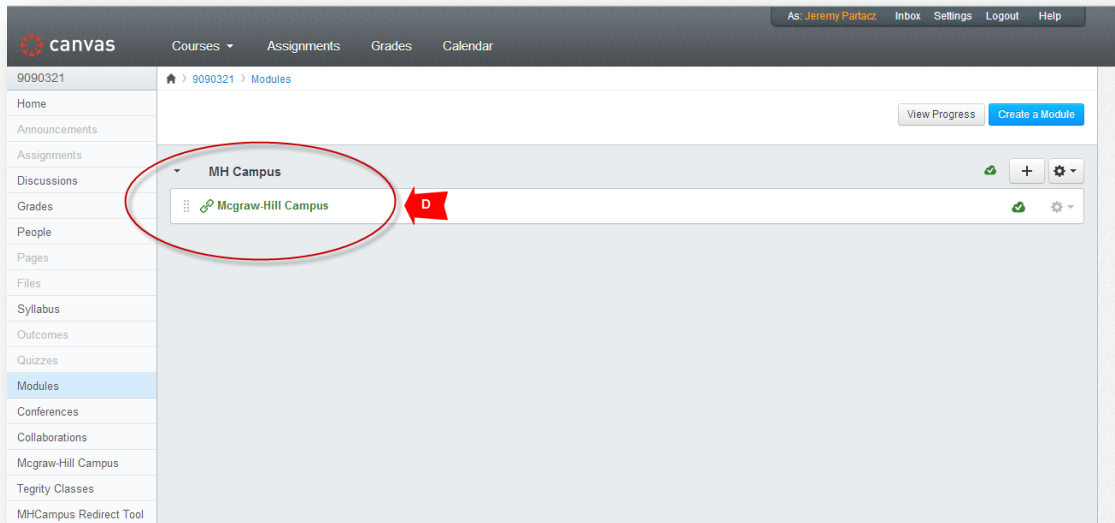 As: Jeremy Partacz Inbox Settings Logout Help
canvas Courses Assignments Grades Calendar
9090321
9090321 > Modules
Home
Announcements
Assignments
Discussions
Grades
People
Pages
Files
Syllabus
Outcomes
Quizzes
Modules
Conferences
Collaborations
Mcgraw-Hill Campus
Tegrity Classes
MHCampus Redirect Tool
View Progress Create a Module
MH Campus
Mcgraw-Hill Campus
D